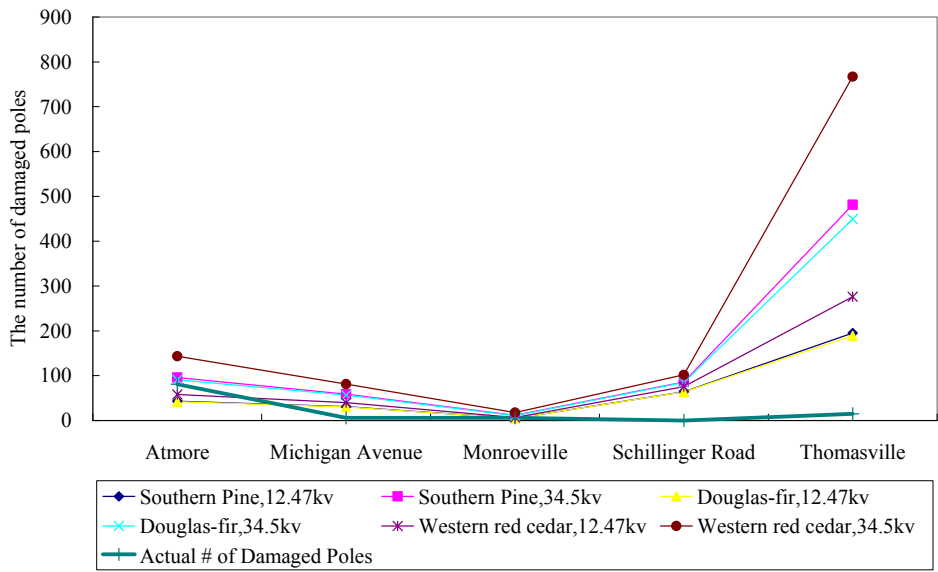 900
800
700
600
500
400
300
200
100
0
The number of damaged poles
Atmore Michigan Avenue Monroeville Schillinger Road Thomasville
Southern Pine,12.47kv Southern Pine,34.5kv Douglas-fir,12.47kv
Douglas-fir,34.5kv Western red cedar,12.47kv Western red cedar,34.5kv
Actual # of Damaged Poles